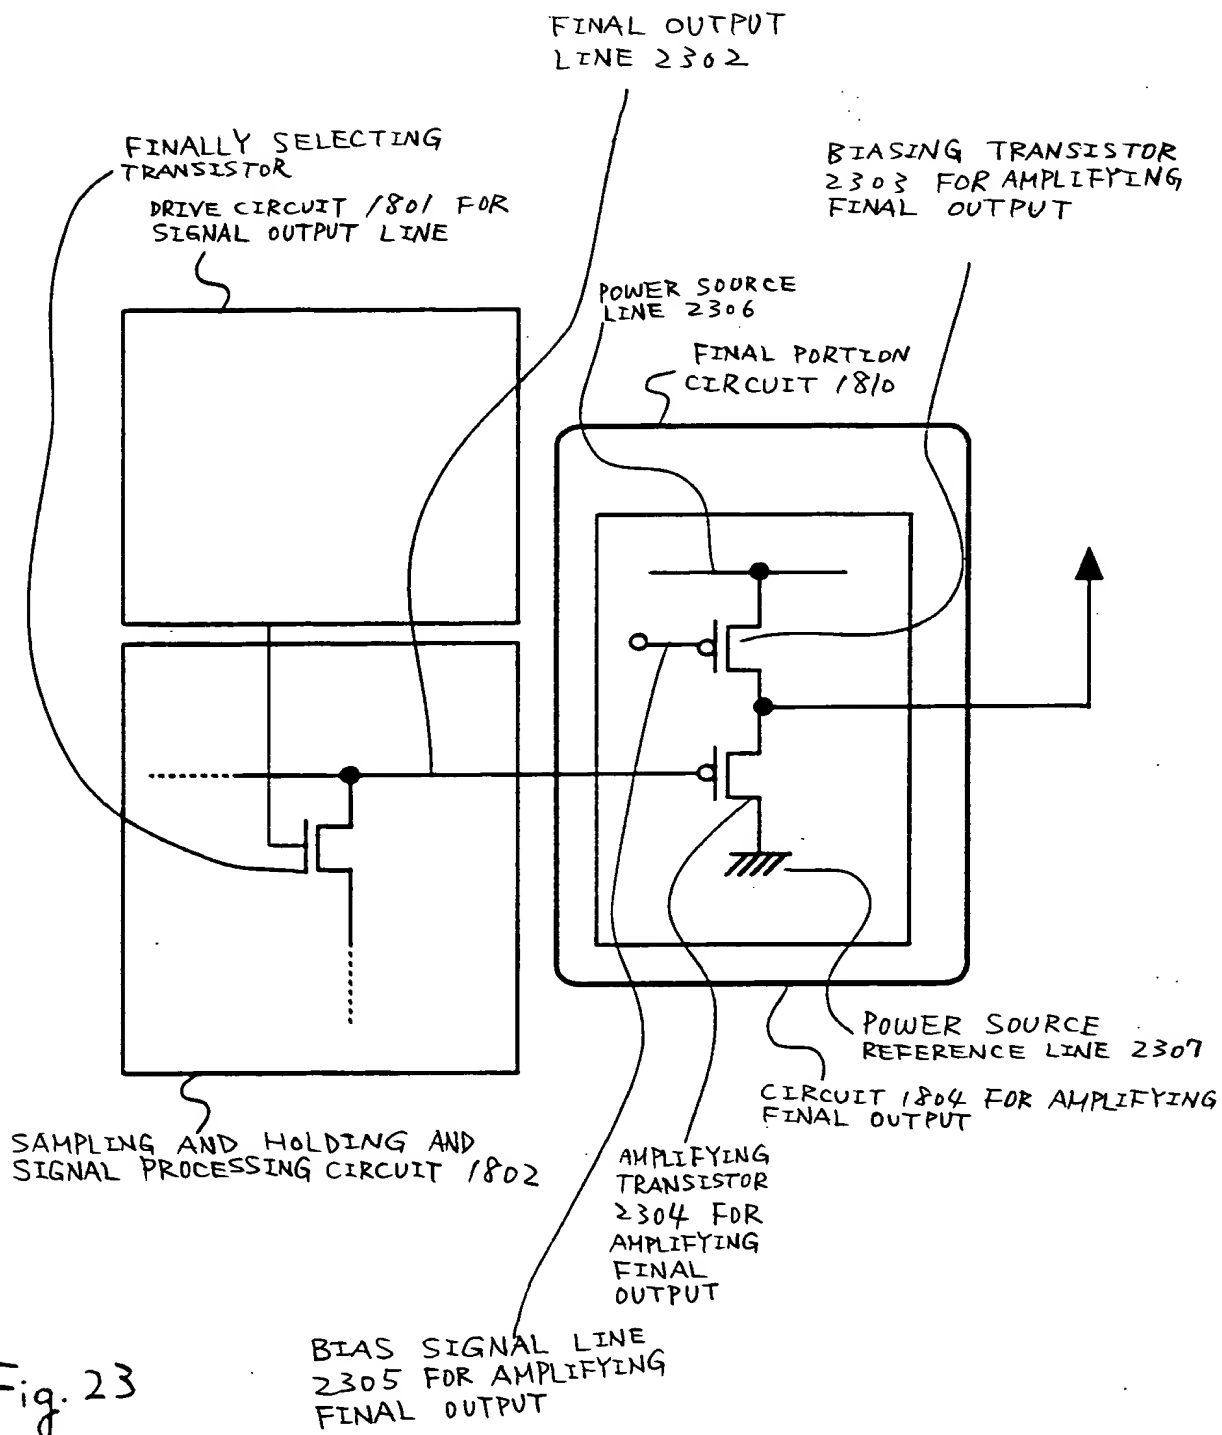 FINAL OUTPUT
LINE 2302
FINALLY SELECTING
TRANSISTOR
DRIVE CIRCUIT 1801 FOR
SIGNAL OUTPUT LINE
BIASING TRANSISTOR
2303 FOR AMPLIFYING
FINAL OUTPUT
POWER SOURCE
LINE 2306
FINAL PORTION
CIRCUIT 1810
POWER SOURCE
REFERENCE LINE 2307
CIRCUIT 1804 FOR AMPLIFYING
FINAL OUTPUT
SAMPLING AND HOLDING AND
SIGNAL PROCESSING CIRCUIT 1802
AMPLIFYING
TRANSISTOR
2304 FOR
AMPLIFYING
FINAL
OUTPUT
BIAS SIGNAL LINE
2305 FOR AMPLIFYING
FINAL OUTPUT
Fig. 23